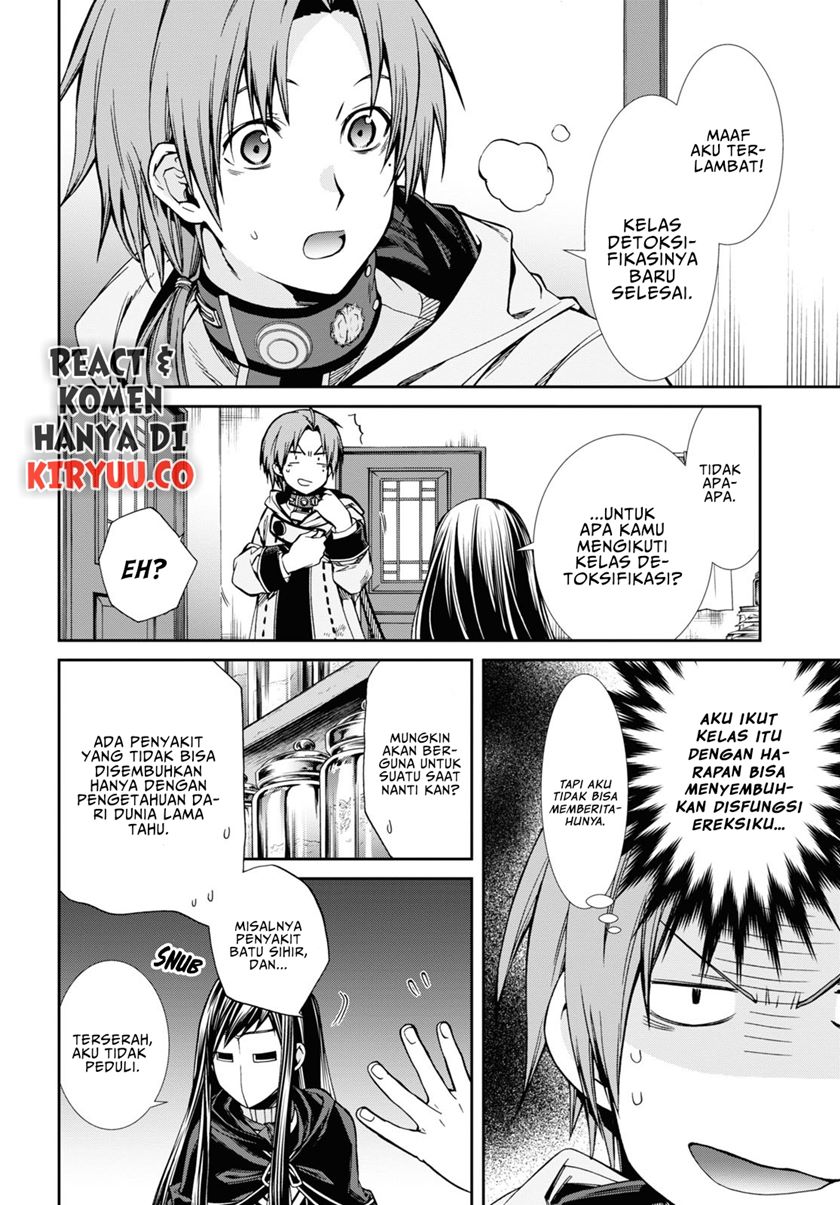 MAAF
AKU TER-
LAMBAT!
KELAS
DETOKSI-
FIKASINYA
BARU
SELESAI.
REACT &
KOMEN
HANYA DI
KIRYUU.CO
TIDAK
APA-
APA.
...UNTUK
APA KAMU
MENGIKUTI
KELAS DE-
TOKSIFIKASI?
EH?
AKU IKUT
KELAS ITU
DENGAN HA-
RAPAN BISA
MENYEMBUH-
KAN DISFUNGSI
EREKSIKU...
TAPI AKU
TIDAK BISA
MEMBERITA-
HUNYA.
MUNGKIN
AKAN BER-
GUNA UNTUK
SUATU SAAT
NANTI KAN?
ADA PENYAKIT
YANG TIDAK BISA
DISEMBUHKAN
HANYA DENGAN
PENGETAHUAN DA-
RI DUNIA LAMA
TAHU.
MISALNYA
PENYAKIT
BATU SIHIR,
DAN...
SNUB
TERSERAH,
AKU TIDAK
PEDULI.